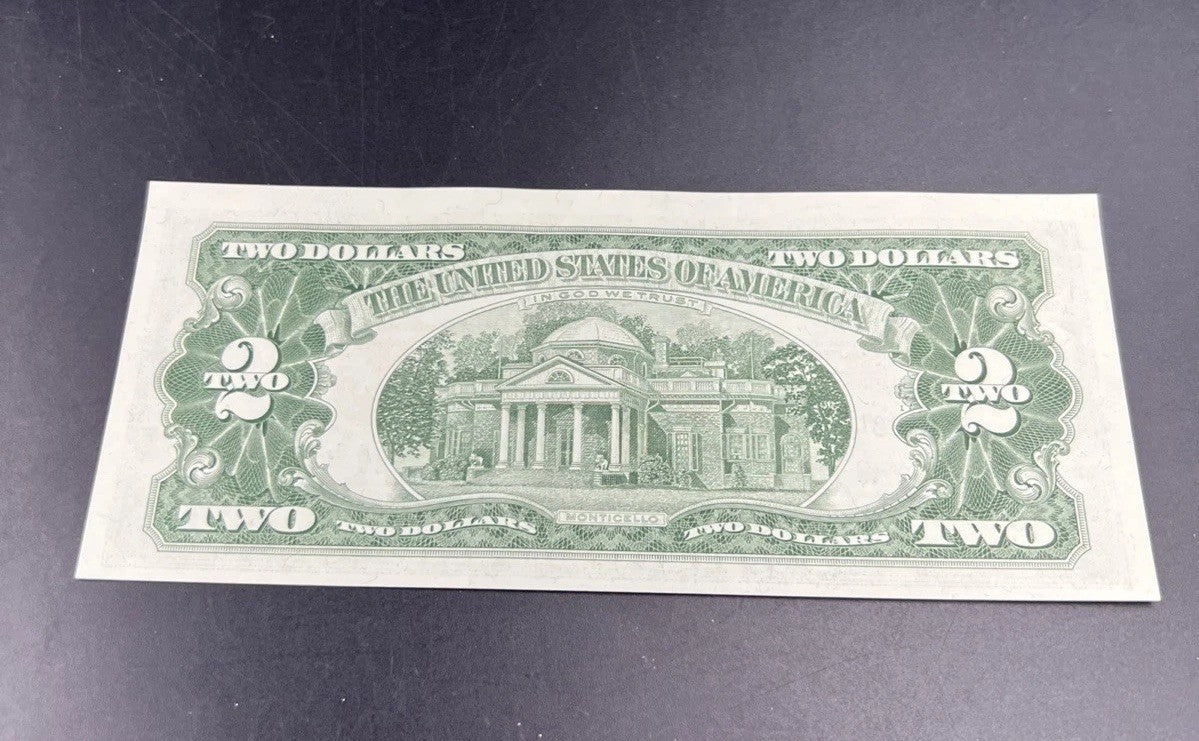 TWO DOLLARS TWO DOLLARS
THE UNITED STATES OF AMERICA
IN GOD WE TRUST
2 2
TWO TWO
MONTICELLO
TWO TWO DOLLARS TWO DOLLARS TWO